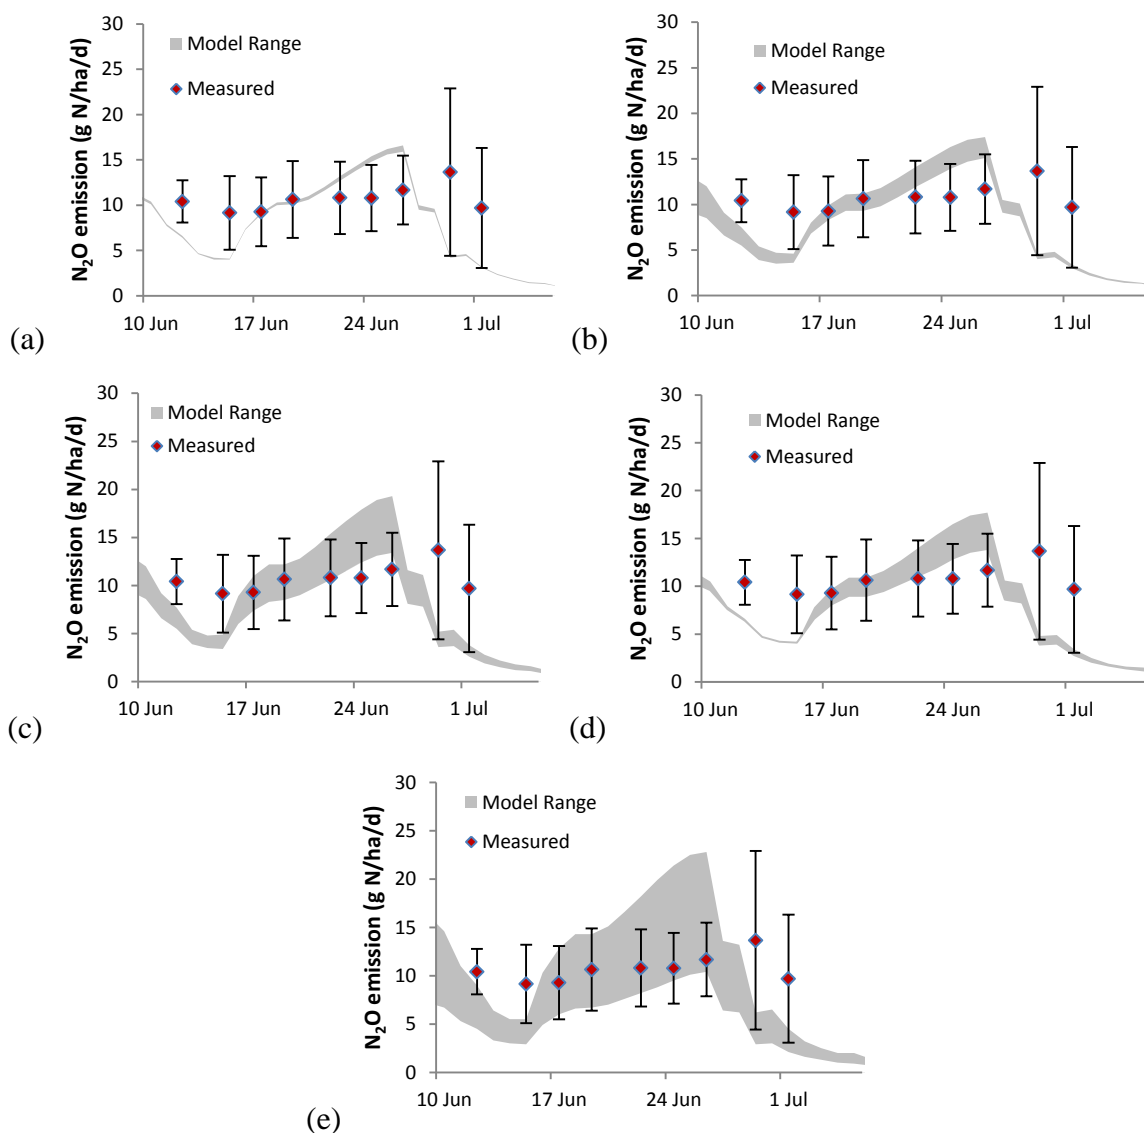 30
25
20
15
10
5
0
N₂O emission (g N/ha/d)
Model Range
Measured
10 Jun 17 Jun 24 Jun 1 Jul
(a)
30
25
20
15
10
5
0
N₂O emission (g N/ha/d)
Model Range
Measured
10 Jun 17 Jun 24 Jun 1 Jul
(b)
30
25
20
15
10
5
0
N₂O emission (g N/ha/d)
Model Range
Measured
10 Jun 17 Jun 24 Jun 1 Jul
(c)
30
25
20
15
10
5
0
N₂O emission (g N/ha/d)
Model Range
Measured
10 Jun 17 Jun 24 Jun 1 Jul
(d)
30
25
20
15
10
5
0
N₂O emission (g N/ha/d)
Model Range
Measured
10 Jun 17 Jun 24 Jun 1 Jul
(e)